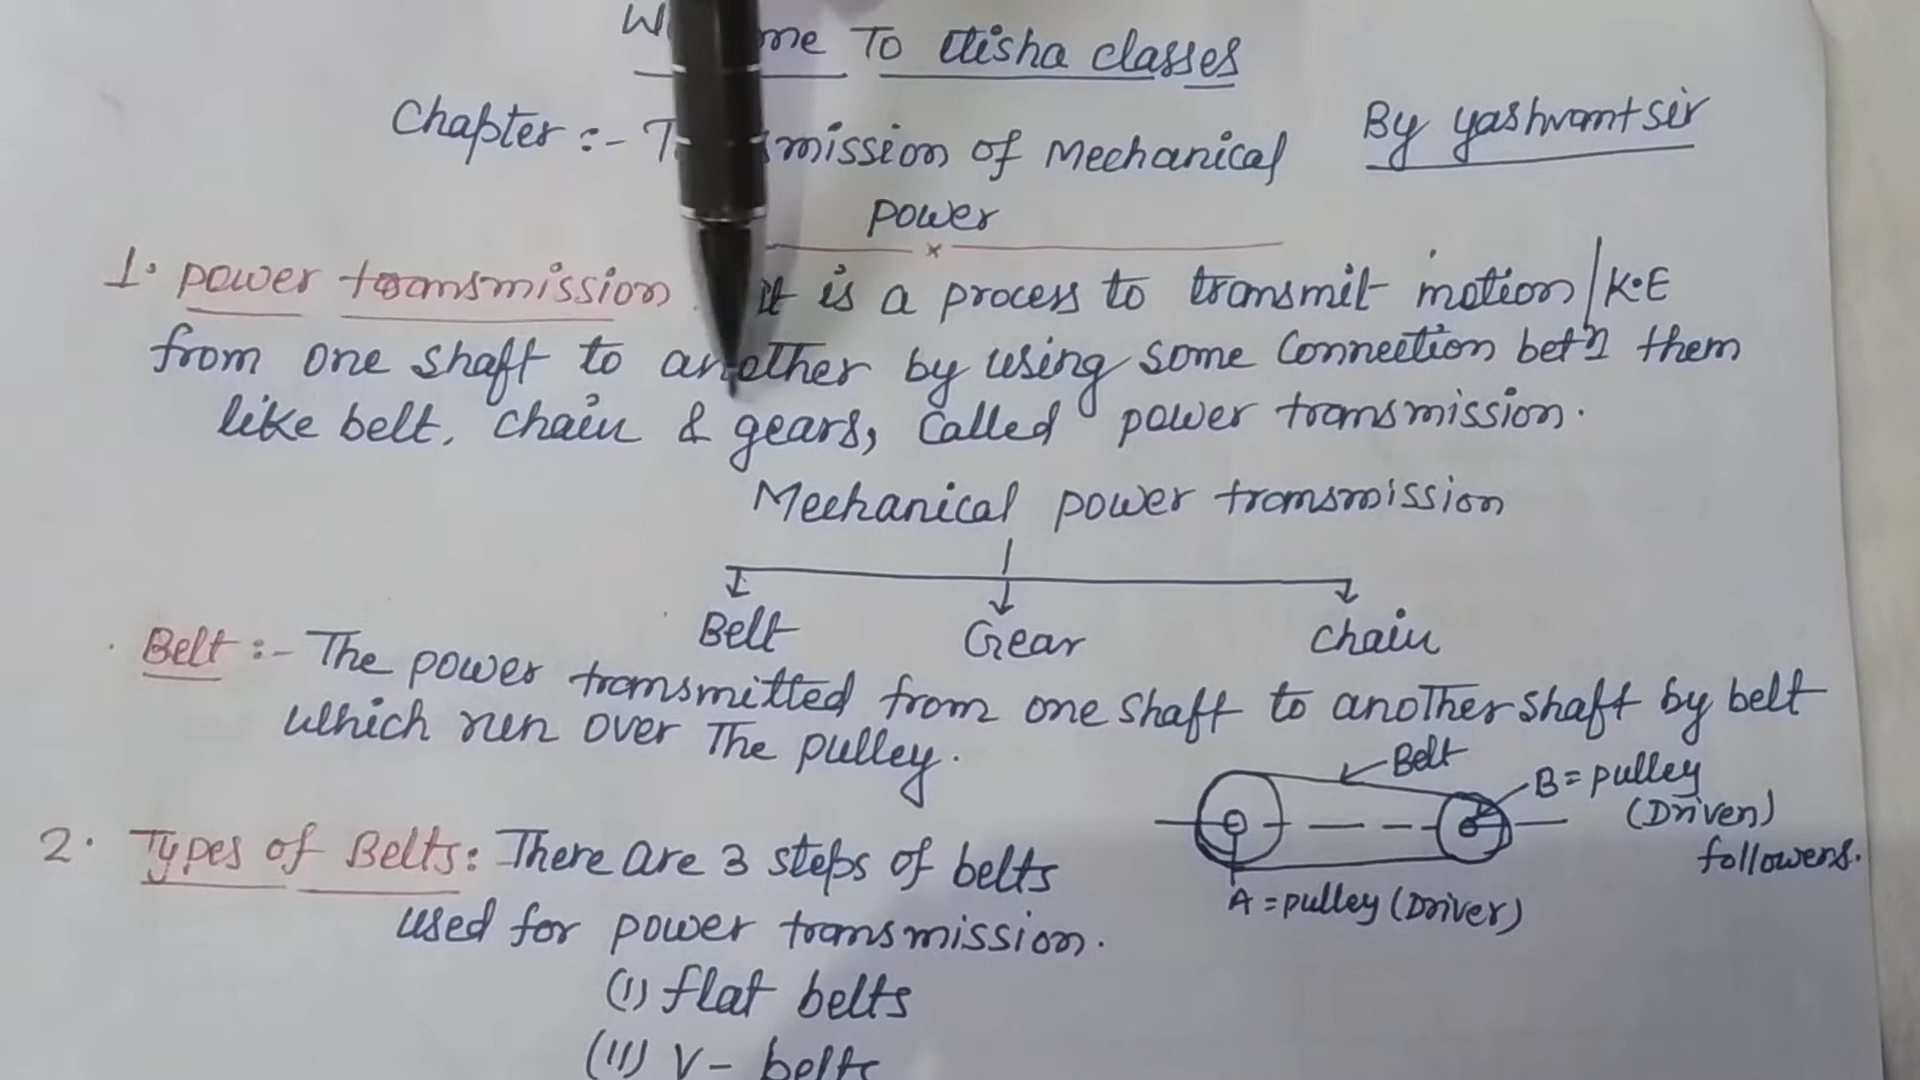 To Etisha classes
Chapter :- mission of Mechanical
By yashvant sir
power
1. power transmission It is a process to transmit motion/K.E
from one shaft to another by using some connection betn them
like belt, chain & gears, called power transmission.
Mechanical power transmission
Belt Gear chain
Belt :- The power transmitted from one shaft to another shaft by belt
which run over The pulley.
Belt
B = pulley
(Driven)
followers.
A = pulley (Driver)
2. Types of Belts: There are 3 steps of belts
used for power transmission.
(I) flat belts
(II) V- belts